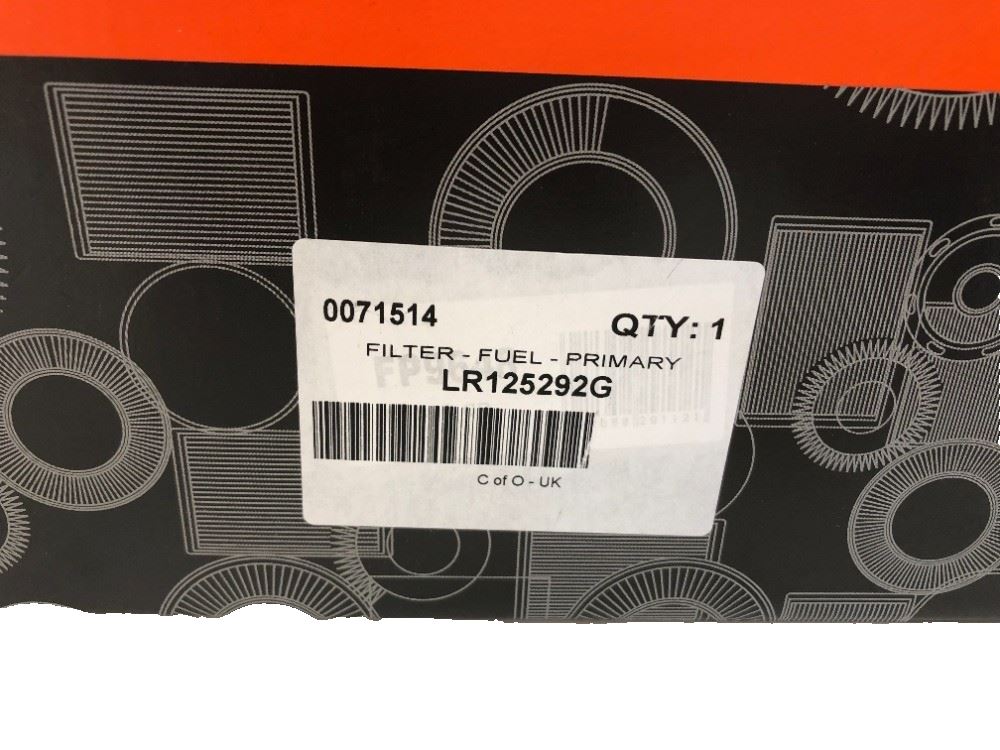 0071514 QTY: 1
FILTER - FUEL - PRIMARY
LR125292G
C of O - UK